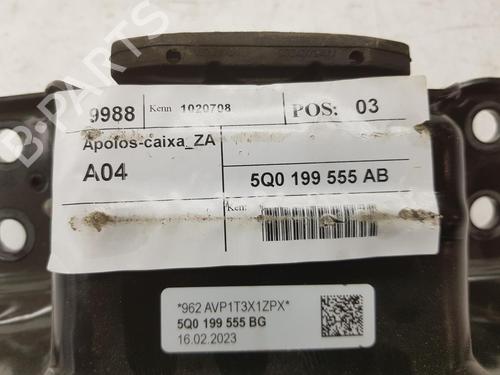 9988 Kenn 1020798 POS: 03
Apoios-caixa_ZA
A04 5Q0 199 555 AB
Ken:
*962 AVP1T3X1ZPX*
5Q0 199 555 BG
16.02.2023
B-PARTS